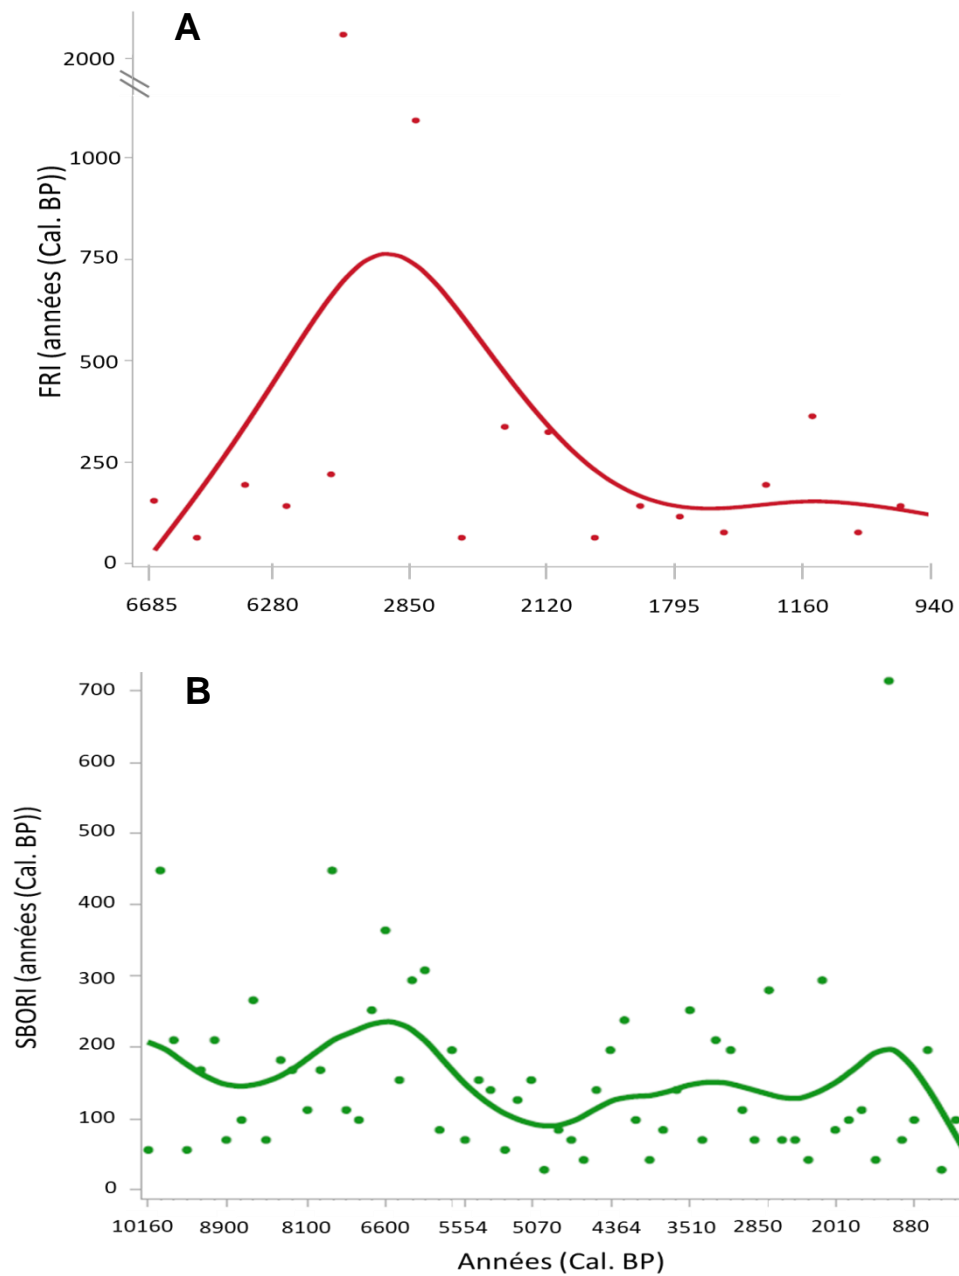 A
2000
1000
750
500
250
0
FRI (années (Cal. BP))
6685 6280 2850 2120 1795 1160 940
B
700
600
500
400
300
200
100
0
SBORI (années (Cal. BP))
10160 8900 8100 6600 5554 5070 4364 3510 2850 2010 880
Années (Cal. BP)